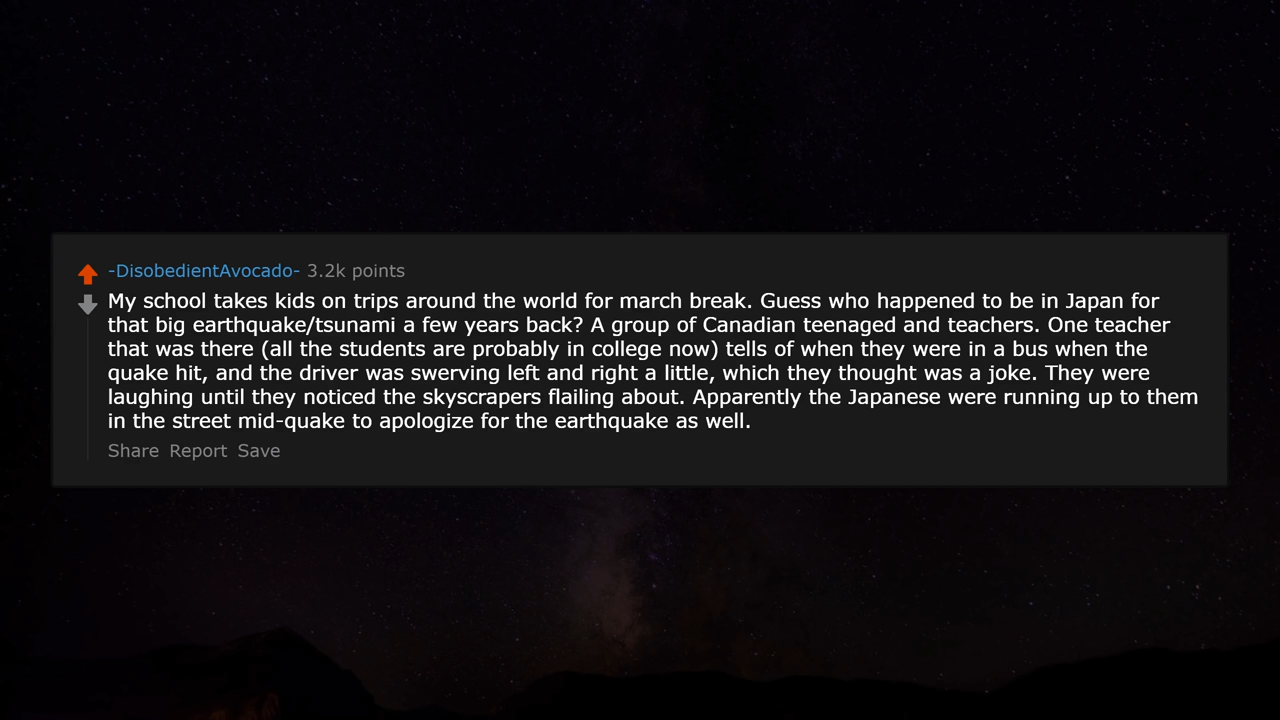 -DisobedientAvocado- 3.2k points
My school takes kids on trips around the world for march break. Guess who happened to be in Japan for
that big earthquake/tsunami a few years back? A group of Canadian teenaged and teachers. One teacher
that was there (all the students are probably in college now) tells of when they were in a bus when the
quake hit, and the driver was swerving left and right a little, which they thought was a joke. They were
laughing until they noticed the skyscrapers flailing about. Apparently the Japanese were running up to them
in the street mid-quake to apologize for the earthquake as well.
Share Report Save